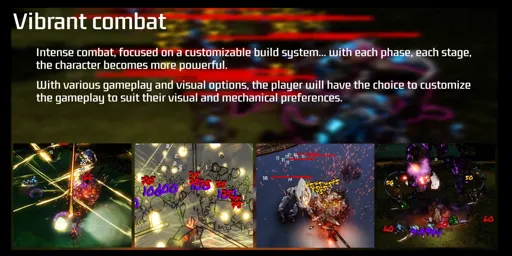 Vibrant combat
Intense combat, focused on a customizable build system... with each phase, each stage,
the character becomes more powerful.
With various gameplay and visual options, the player will have the choice to customize
the gameplay to suit their visual and mechanical preferences.